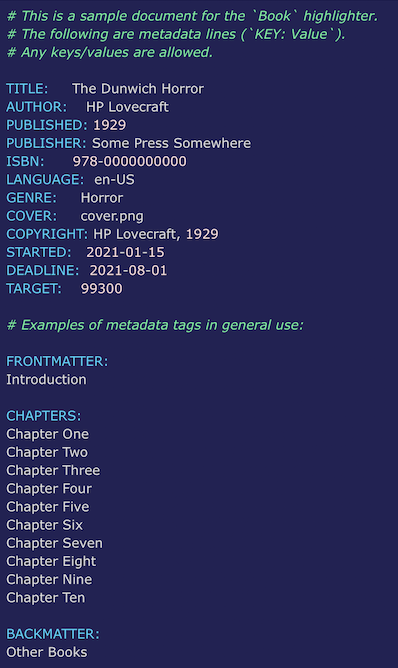 # This is a sample document for the `Book` highlighter.
# The following are metadata lines (`KEY: Value`).
# Any keys/values are allowed.
TITLE: The Dunwich Horror
AUTHOR: HP Lovecraft
PUBLISHED: 1929
PUBLISHER: Some Press Somewhere
ISBN: 978-0000000000
LANGUAGE: en-US
GENRE: Horror
COVER: cover.png
COPYRIGHT: HP Lovecraft, 1929
STARTED: 2021-01-15
DEADLINE: 2021-08-01
TARGET: 99300
# Examples of metadata tags in general use:
FRONTMATTER:
Introduction
CHAPTERS:
Chapter One
Chapter Two
Chapter Three
Chapter Four
Chapter Five
Chapter Six
Chapter Seven
Chapter Eight
Chapter Nine
Chapter Ten
BACKMATTER:
Other Books